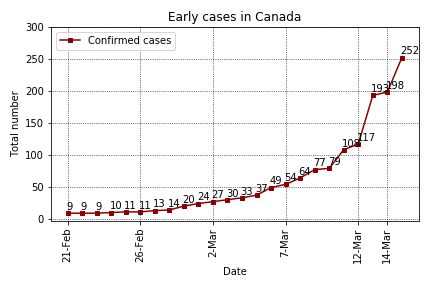 Early cases in Canada
Confirmed cases
Total number
300
250
200
150
100
50
0
9 9 9 10 11 11 13 14 20 24 27 30 33 37 49 54 64 77 79 108 117 193 198 252
21-Feb 26-Feb 2-Mar 7-Mar 12-Mar 14-Mar
Date